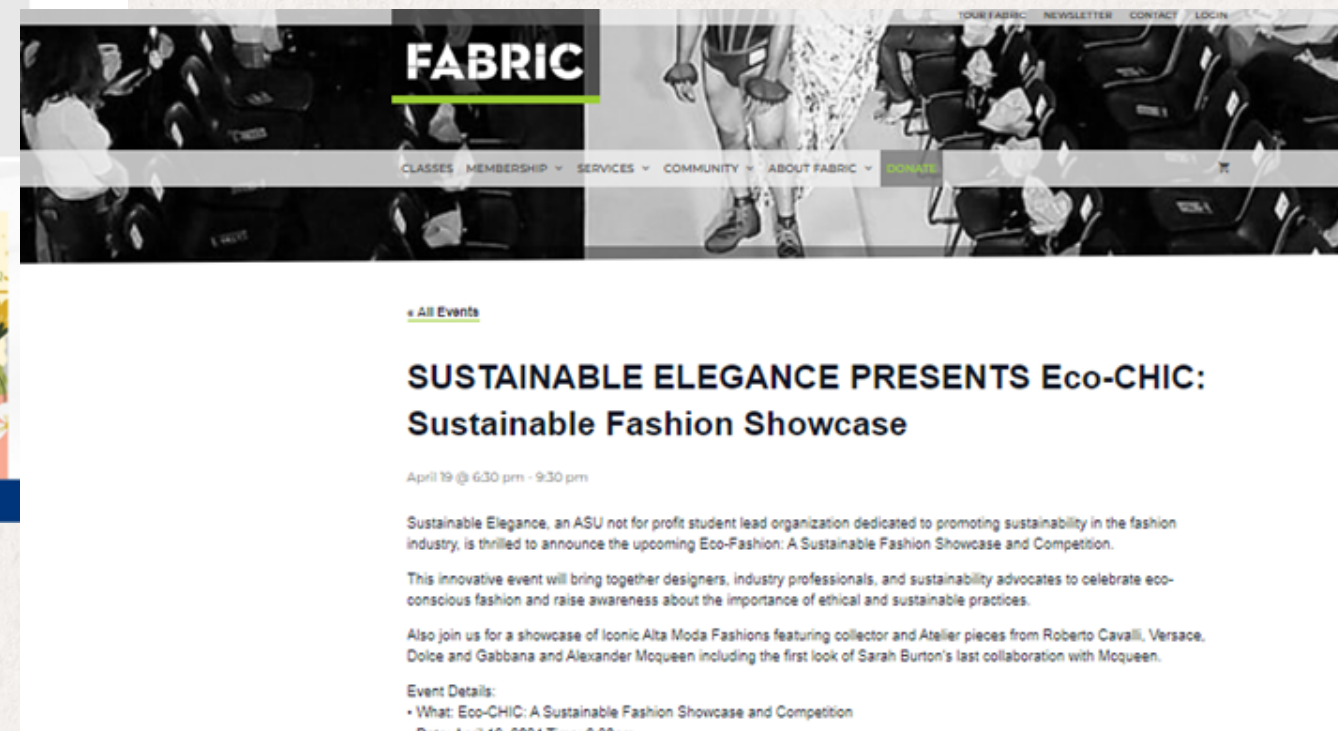 TOUR FABRIC NEWSLETTER CONTACT LOGIN
FABRIC
CLASSES MEMBERSHIP SERVICES COMMUNITY ABOUT FABRIC DONATE
« All Events
SUSTAINABLE ELEGANCE PRESENTS Eco-CHIC:
Sustainable Fashion Showcase
April 19 @ 6:30 pm - 9:30 pm
Sustainable Elegance, an ASU not for profit student lead organization dedicated to promoting sustainability in the fashion
industry, is thrilled to announce the upcoming Eco-Fashion: A Sustainable Fashion Showcase and Competition.
This innovative event will bring together designers, industry professionals, and sustainability advocates to celebrate eco-
conscious fashion and raise awareness about the importance of ethical and sustainable practices.
Also join us for a showcase of Iconic Alta Moda Fashions featuring collector and Atelier pieces from Roberto Cavalli, Versace,
Dolce and Gabbana and Alexander Mcqueen including the first look of Sarah Burton's last collaboration with Mcqueen.
Event Details:
• What: Eco-CHIC: A Sustainable Fashion Showcase and Competition